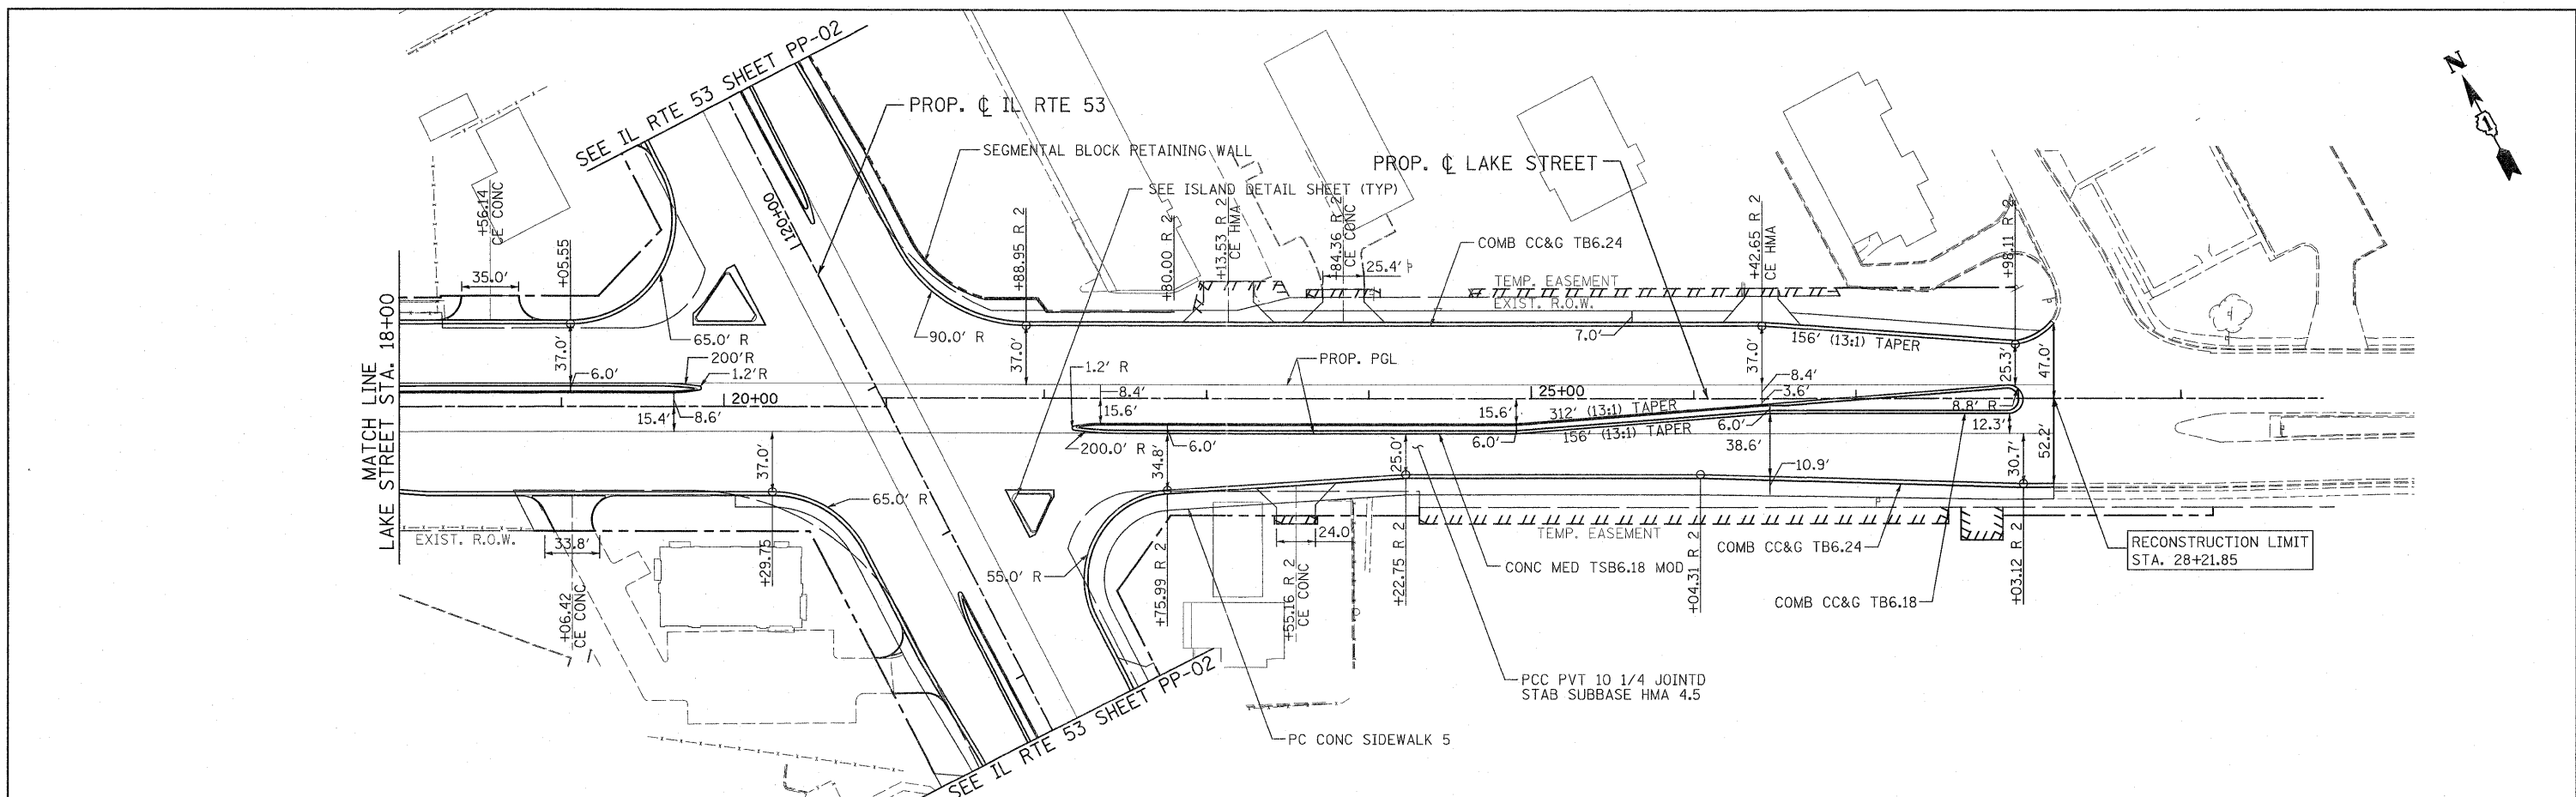 SEE IL RTE 53 SHEET PP-02
PROP. ℄ IL RTE 53
SEGMENTAL BLOCK RETAINING WALL
PROP. ℄ LAKE STREET
SEE ISLAND DETAIL SHEET (TYP)
N
1120+00
+56.14
CE CONC
+05.55
35.0'
+88.95 R 2
+80.00 R 2
+13.53 R 2
CE HMA
+84.36 R 2
CE CONC
25.4'
COMB CC&G TB6.24
TEMP. EASEMENT
EXIST. R.O.W.
+42.65 R 2
CE HMA
+98.11 R 2
MATCH LINE
LAKE STREET STA. 18+00
37.0'
65.0' R
200'R
1.2'R
6.0'
90.0' R
37.0'
PROP. PGL
7.0'
37.0'
156' (13:1) TAPER
25.3'
47.0'
20+00
15.4'
8.6'
1.2' R
8.4'
15.6'
25+00
15.6'
312' (13:1) TAPER
8.4'
3.6'
8.8' R
200.0' R
6.0'
6.0'
156' (13:1) TAPER
6.0'
12.3'
37.0'
34.8'
25.0'
38.6'
10.9'
30.7'
52.2'
65.0' R
EXIST. R.O.W.
33.8'
+29.75
+06.42
CE CONC
55.0' R
+75.99 R 2
24.0
+55.16 R 2
CE CONC
+22.75 R 2
TEMP. EASEMENT
CONC MED TSB6.18 MOD
COMB CC&G TB6.24
+04.31 R 2
COMB CC&G TB6.18
+03.12 R 2
RECONSTRUCTION LIMIT
STA. 28+21.85
PCC PVT 10 1/4 JOINTD
STAB SUBBASE HMA 4.5
PC CONC SIDEWALK 5
SEE IL RTE 53 SHEET PP-02